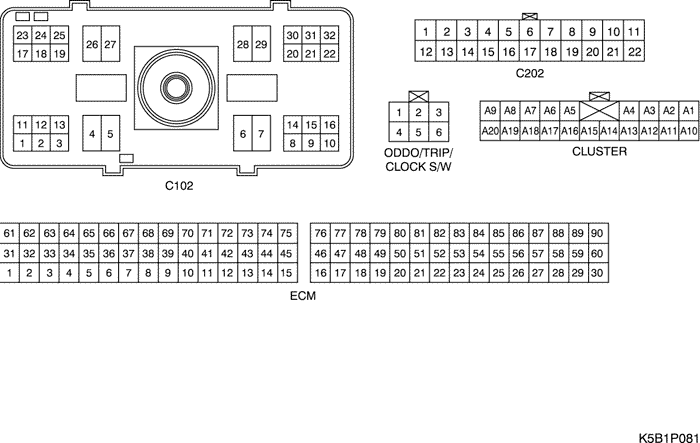 23 24 25 26 27 28 29 30 31 32
17 18 19 20 21 22
11 12 13 4 5 6 7 14 15 16
1 2 3 8 9 10
C102
1 2 3 4 5 6 7 8 9 10 11
12 13 14 15 16 17 18 19 20 21 22
C202
1 2 3
4 5 6
ODDO/TRIP/
CLOCK S/W
A9 A8 A7 A6 A5 A4 A3 A2 A1
A20 A19 A18 A17 A16 A15 A14 A13 A12 A11 A10
CLUSTER
61 62 63 64 65 66 67 68 69 70 71 72 73 74 75 76 77 78 79 80 81 82 83 84 85 86 87 88 89 90
31 32 33 34 35 36 37 38 39 40 41 42 43 44 45 46 47 48 49 50 51 52 53 54 55 56 57 58 59 60
1 2 3 4 5 6 7 8 9 10 11 12 13 14 15 16 17 18 19 20 21 22 23 24 25 26 27 28 29 30
ECM
K5B1P081